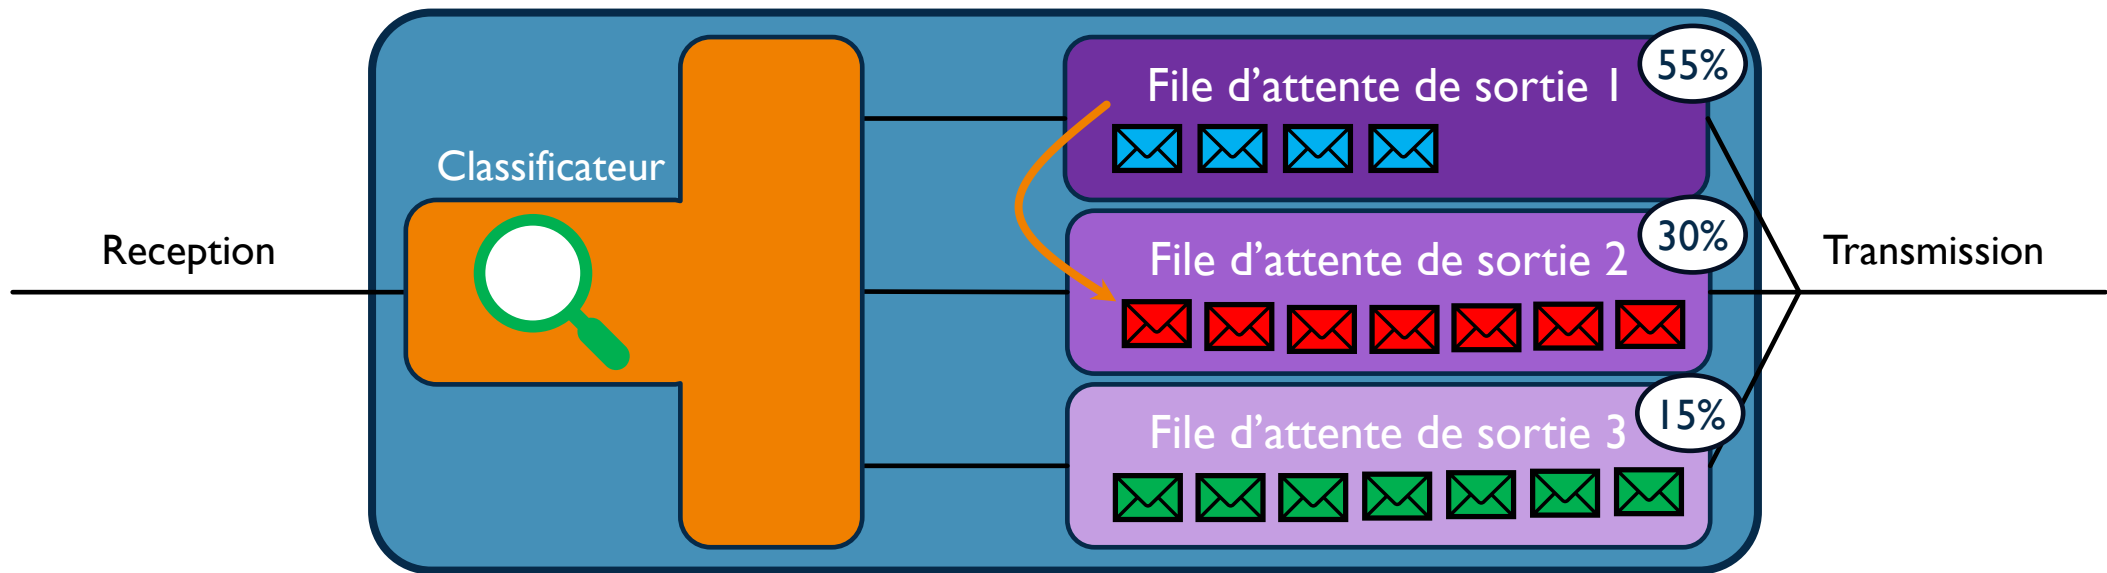 Reception
Classificateur
File d'attente de sortie 1
55%
File d’attente de sortie 2
30%
File d’attente de sortie 3
15%
Transmission